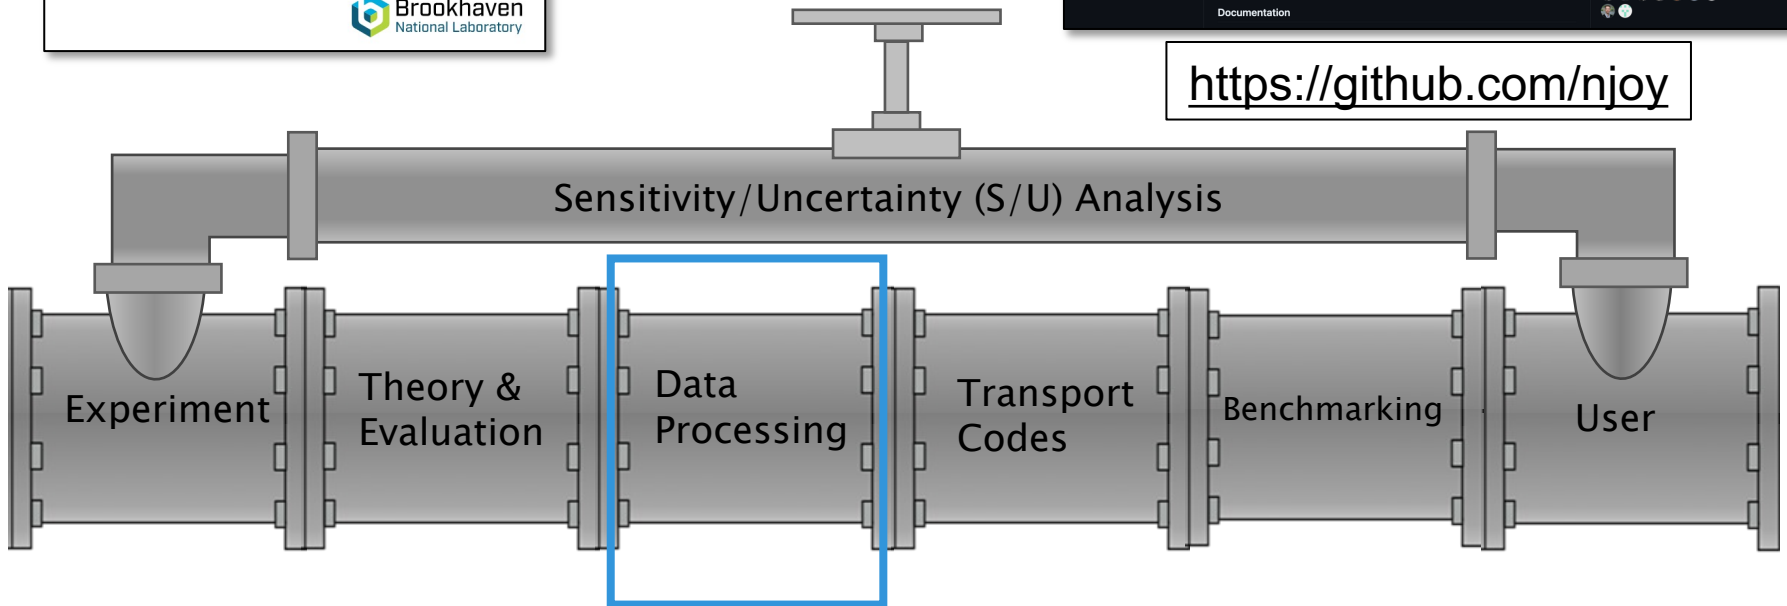 Brookhaven
National Laboratory
Documentation
https://github.com/njoy
Sensitivity/Uncertainty (S/U) Analysis
Experiment
Theory &
Evaluation
Data
Processing
Transport
Codes
Benchmarking
User